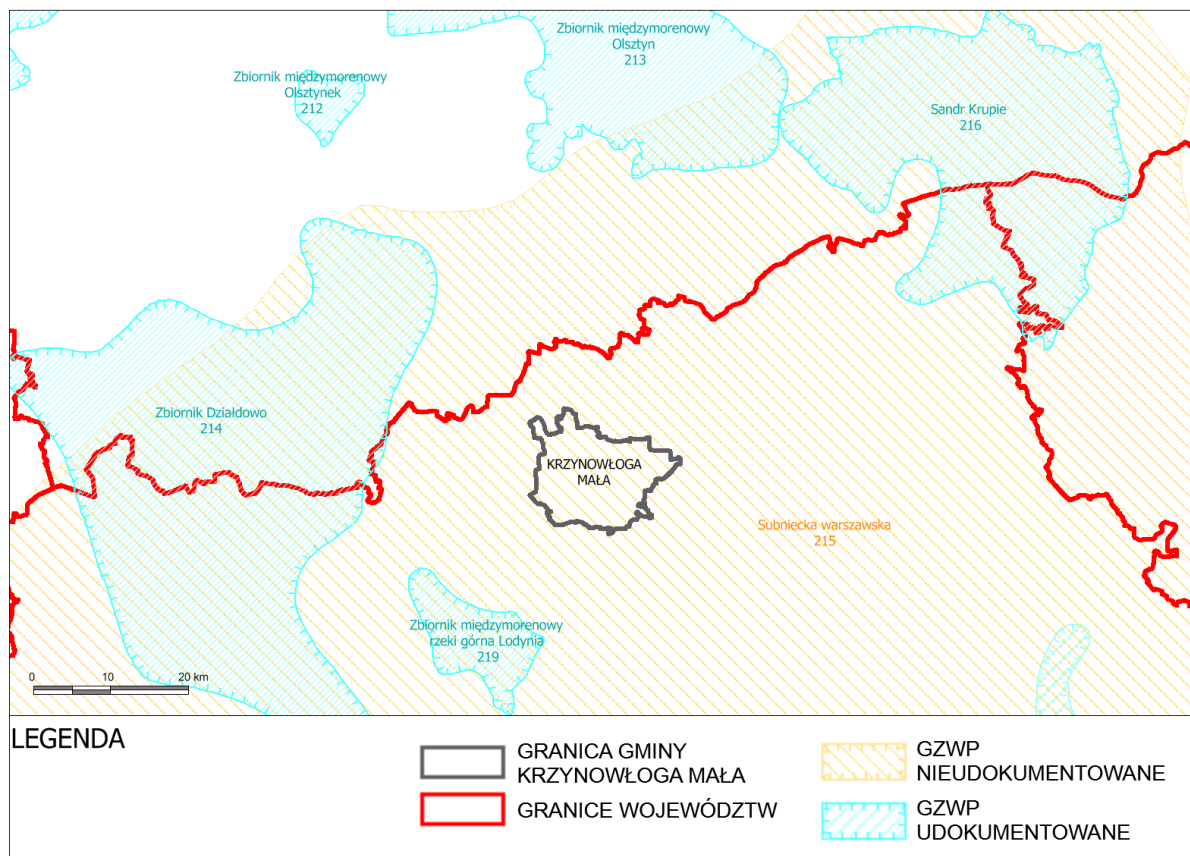 Zbiornik międzymorenowy
Olsztyn
213
Zbiornik międzymorenowy
Olsztynek
212
Sandr Krupie
216
Zbiornik Działdowo
214
KRZYNOWŁOGA
MAŁA
Subniecka warszawska
215
Zbiornik międzymorenowy
rzeki górna Lodynia
219
0 10 20 km
LEGENDA
GRANICA GMINY
KRZYNOWŁOGA MAŁA
GRANICE WOJEWÓDZTW
GZWP
NIEUDOKUMENTOWANE
GZWP
UDOKUMENTOWANE